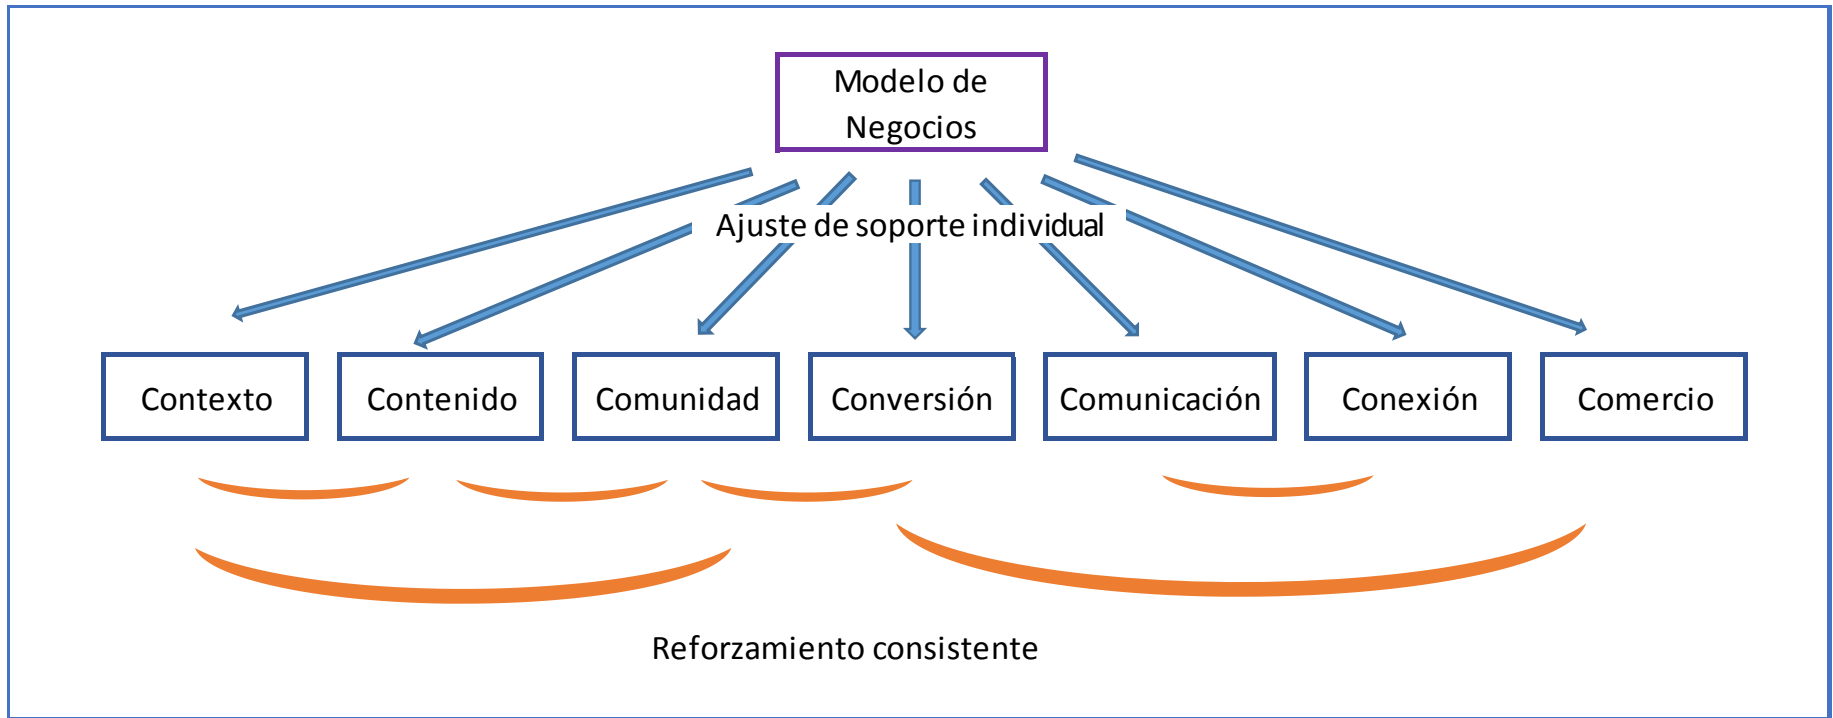 Modelo de
Negocios
Ajuste de soporte individual
Contexto
Contenido
Comunidad
Conversión
Comunicación
Conexión
Comercio
Reforzamiento consistente